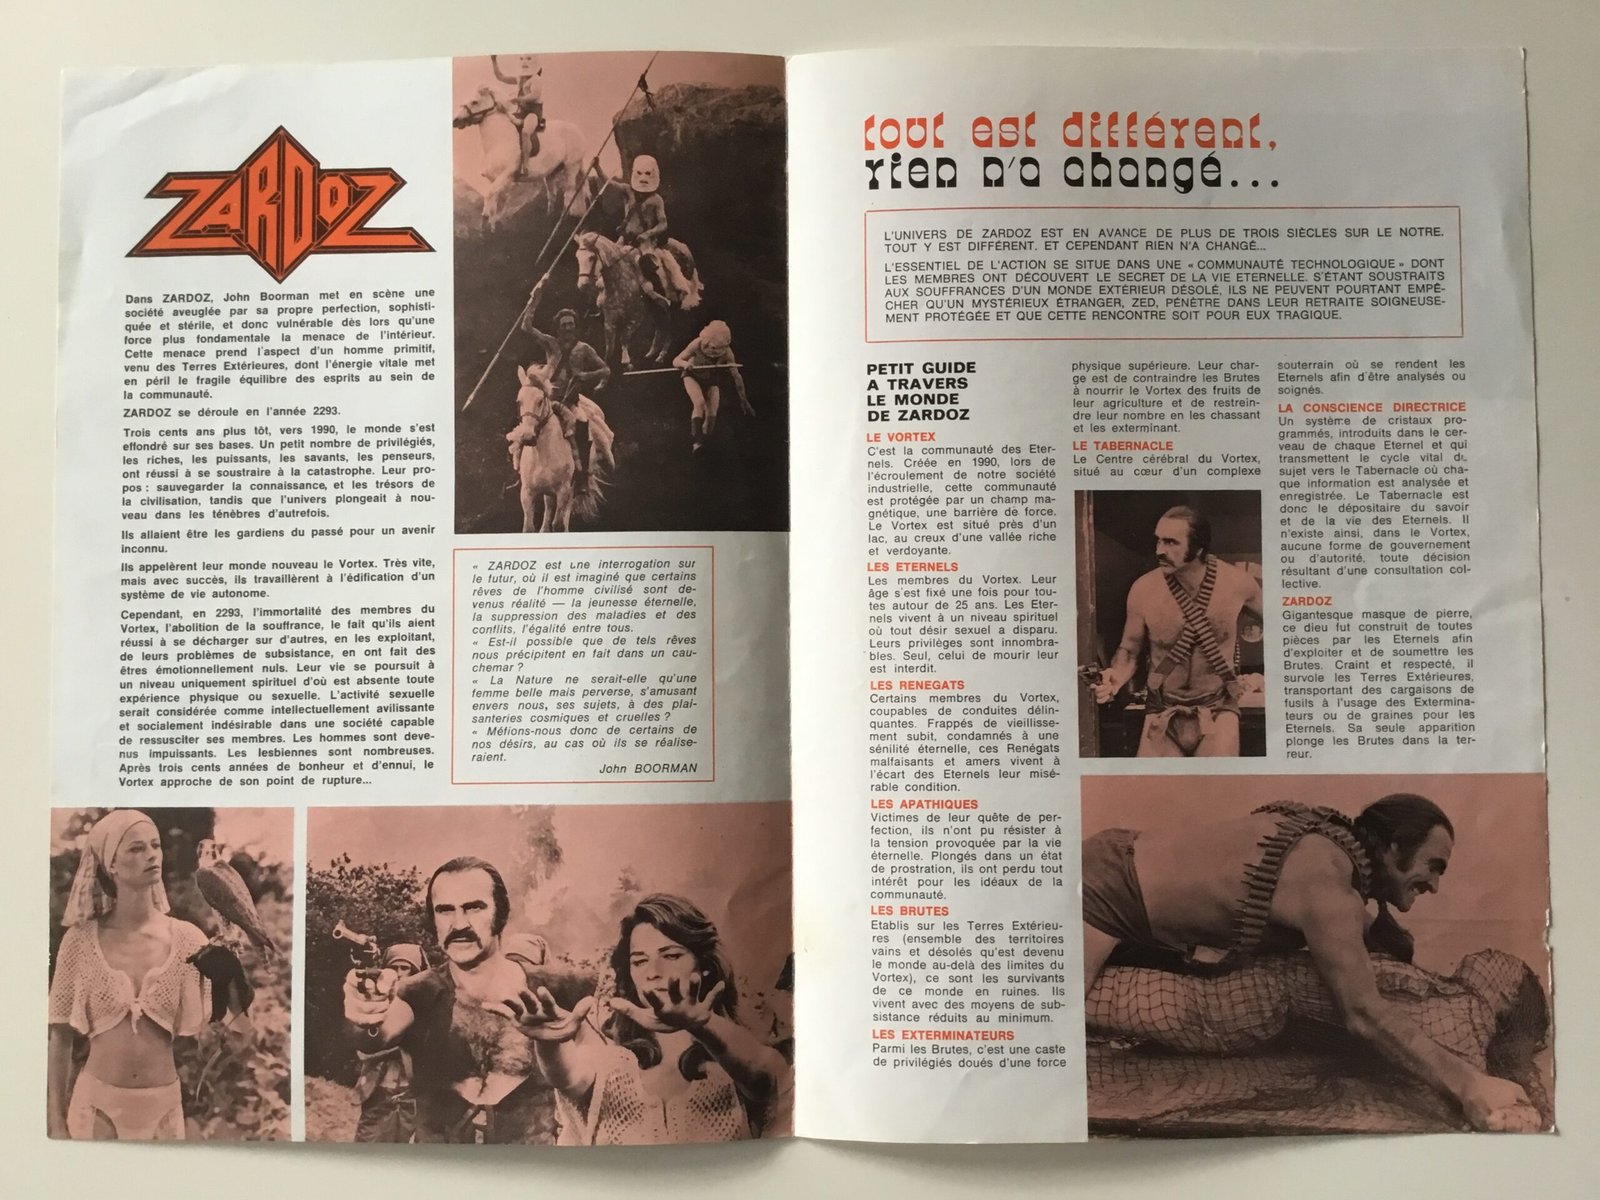 ZARDOZ
Dans ZARDOZ, John Boorman met en scène une
société aveuglée par sa propre perfection, sophisti-
quée et stérile, et donc vulnérable dès lors qu'une
force plus fondamentale la menace de l'intérieur.
Cette menace prend l'aspect d'un homme primitif,
venu des Terres Extérieures, dont l'énergie vitale met
en péril le fragile équilibre des esprits au sein de
la communauté.
ZARDOZ se déroule en l'année 2293.
Trois cents ans plus tôt, vers 1990, le monde s'est
effondré sur ses bases. Un petit nombre de privilégiés,
les riches, les puissants, les savants, les penseurs,
ont réussi à se soustraire à la catastrophe. Leur pro-
pos : sauvegarder la connaissance, et les trésors de
la civilisation, tandis que l'univers plongeait à nou-
veau dans les ténèbres d'autrefois.
Ils allaient être les gardiens du passé pour un avenir
inconnu.
Ils appelèrent leur monde nouveau le Vortex. Très vite,
mais avec succès, ils travaillèrent à l'édification d'un
système de vie autonome.
Cependant, en 2293, l'immortalité des membres du
Vortex, l'abolition de la souffrance, le fait qu'ils aient
réussi à se décharger sur d'autres, en les exploitant,
de leurs problèmes de subsistance, en ont fait des
êtres émotionnellement nuls. Leur vie se poursuit à
un niveau uniquement spirituel d'où est absente toute
expérience physique ou sexuelle. L'activité sexuelle
serait considérée comme intellectuellement avilissante
et socialement indésirable dans une société capable
de ressusciter ses membres. Les hommes sont deve-
nus impuissants. Les lesbiennes sont nombreuses.
Après trois cents années de bonheur et d'ennui, le
Vortex approche de son point de rupture...
« ZARDOZ est une interrogation sur
le futur, où il est imaginé que certains
rêves de l'homme civilisé sont de-
venus réalité — la jeunesse éternelle,
la suppression des maladies et des
conflits, l'égalité entre tous.
« Est-il possible que de tels rêves
nous précipitent en fait dans un cau-
chemar ?
« La Nature ne serait-elle qu'une
femme belle mais perverse, s'amusant
envers nous, ses sujets, à des plai-
santeries cosmiques et cruelles ?
« Méfions-nous donc de certains de
nos désirs, au cas où ils se réalise-
raient.
John BOORMAN
tout est différent,
rien n'a changé...
L'UNIVERS DE ZARDOZ EST EN AVANCE DE PLUS DE TROIS SIÈCLES SUR LE NOTRE.
TOUT Y EST DIFFÉRENT. ET CEPENDANT RIEN N'A CHANGÉ...
L'ESSENTIEL DE L'ACTION SE SITUE DANS UNE « COMMUNAUTÉ TECHNOLOGIQUE » DONT
LES MEMBRES ONT DÉCOUVERT LE SECRET DE LA VIE ETERNELLE. S'ÉTANT SOUSTRAITS
AUX SOUFFRANCES D'UN MONDE EXTÉRIEUR DÉSOLÉ, ILS NE PEUVENT POURTANT EMPÊ-
CHER QU'UN MYSTÉRIEUX ÉTRANGER, ZED, PÉNÈTRE DANS LEUR RETRAITE SOIGNEUSE-
MENT PROTÉGÉE ET QUE CETTE RENCONTRE SOIT POUR EUX TRAGIQUE.
PETIT GUIDE
A TRAVERS
LE MONDE
DE ZARDOZ
LE VORTEX
C'est la communauté des Eter-
nels. Créée en 1990, lors de
l'écroulement de notre société
industrielle, cette communauté
est protégée par un champ ma-
gnétique, une barrière de force.
Le Vortex est situé près d'un
lac, au creux d'une vallée riche
et verdoyante.
LES ETERNELS
Les membres du Vortex. Leur
âge s'est fixé une fois pour tou-
tes autour de 25 ans. Les Eter-
nels vivent à un niveau spirituel
où tout désir sexuel a disparu.
Leurs privilèges sont innombra-
bles. Seul, celui de mourir leur
est interdit.
LES RENEGATS
Certains membres du Vortex,
coupables de conduites délin-
quantes. Frappés de vieillisse-
ment subit, condamnés à une
sénilité éternelle, ces Renégats
malfaisants et amers vivent à
l'écart des Eternels leur misé-
rable condition.
LES APATHIQUES
Victimes de leur quête de per-
fection, ils n'ont pu résister à
la tension provoquée par la vie
éternelle. Plongés dans un état
de prostration, ils ont perdu tout
intérêt pour les idéaux de la
communauté.
LES BRUTES
Etablis sur les Terres Extérieu-
res (ensemble des territoires
vains et désolés qu'est devenu
le monde au-delà des limites du
Vortex), ce sont les survivants
de ce monde en ruines. Ils
vivent avec des moyens de sub-
sistance réduits au minimum.
LES EXTERMINATEURS
Parmi les Brutes, c'est une caste
de privilégiés doués d'une force
physique supérieure. Leur char-
ge est de contraindre les Brutes
à nourrir le Vortex des fruits de
leur agriculture et de restrein-
dre leur nombre en les chassant
et les exterminant.
LE TABERNACLE
Le Centre cérébral du Vortex,
situé au cœur d'un complexe
souterrain où se rendent les
Eternels afin d'être analysés ou
soignés.
LA CONSCIENCE DIRECTRICE
Un système de cristaux pro-
grammés, introduits dans le cer-
veau de chaque Eternel et qui
transmettent le cycle vital du
sujet vers le Tabernacle où cha-
que information est analysée et
enregistrée. Le Tabernacle est
donc le dépositaire du savoir
et de la vie des Eternels. Il
n'existe ainsi, dans le Vortex,
aucune forme de gouvernement
ou d'autorité, toute décision
résultant d'une consultation col-
lective.
ZARDOZ
Gigantesque masque de pierre,
ce dieu fut construit de toutes
pièces par les Eternels afin
d'exploiter et de soumettre les
Brutes. Craint et respecté, il
survole les Terres Extérieures,
transportant des cargaisons de
fusils à l'usage des Extermina-
teurs ou de graines pour les
Eternels. Sa seule apparition
plonge les Brutes dans la ter-
reur.